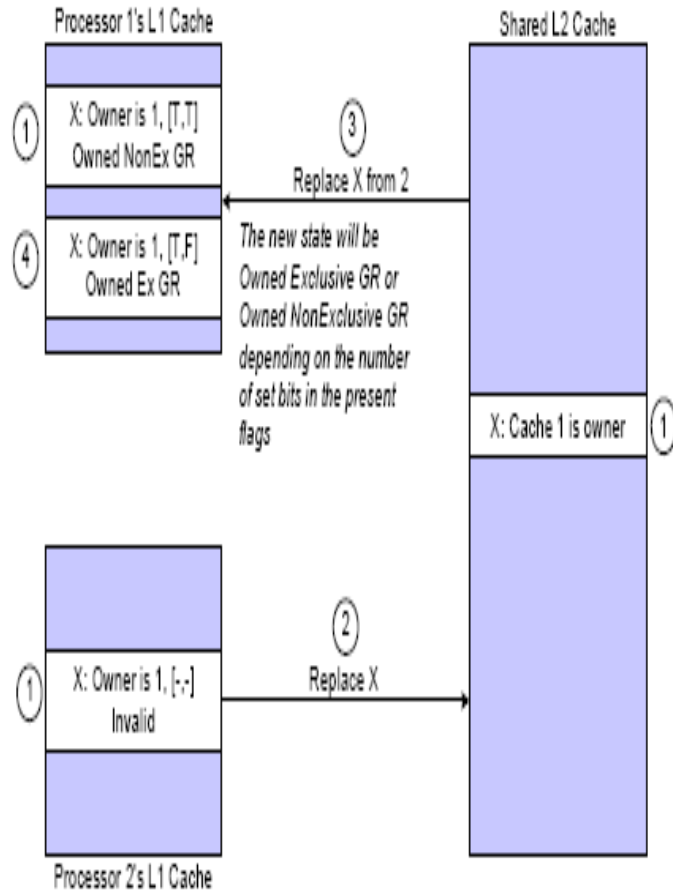 Processor 1's L1 Cache
Shared L2 Cache
1
X: Owner is 1, [T,T]
Owned NonEx GR
3
Replace X from 2
4
X: Owner is 1, [T,F]
Owned Ex GR
The new state will be
Owned Exclusive GR or
Owned NonExclusive GR
depending on the number
of set bits in the present
flags
X: Cache 1 is owner
1
2
Replace X
1
X: Owner is 1, [-,-]
Invalid
Processor 2's L1 Cache